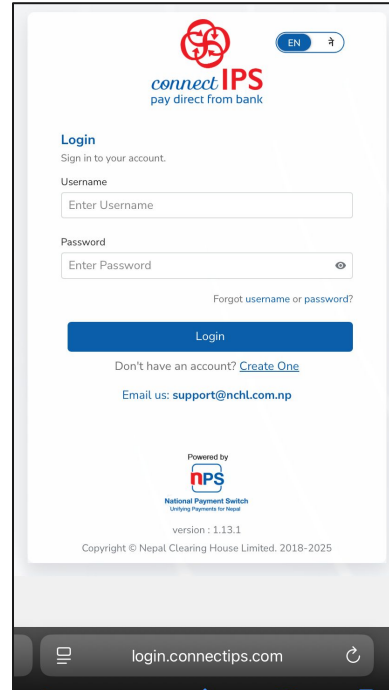 EN ने
connectIPS
pay direct from bank
Login
Sign in to your account.
Username
Enter Username
Password
Enter Password
Forgot username or password?
Login
Don't have an account? Create One
Email us: support@nchl.com.np
Powered by
nPS
National Payment Switch
Unifying Payments for Nepal
version : 1.13.1
Copyright © Nepal Clearing House Limited. 2018-2025
login.connectips.com